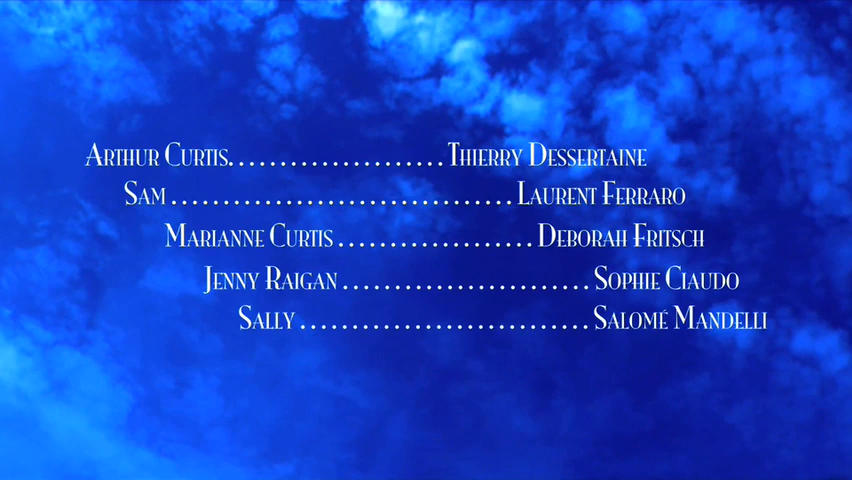 Arthur Curtis.....................Thierry Dessertaine
Sam.................................Laurent Ferraro
Marianne Curtis...................Deborah Fritsch
Jenny Raigan........................Sophie Ciaudo
Sally............................Salomé Mandelli